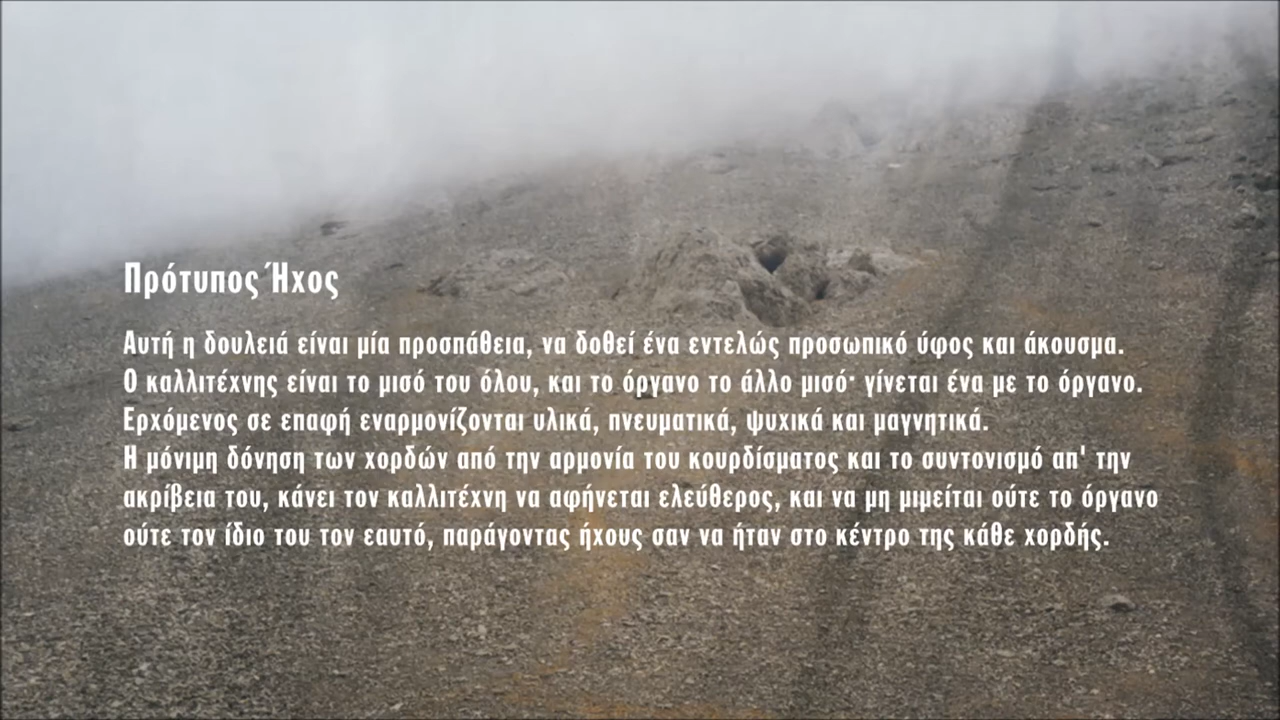 Πρότυπος Ήχος
Αυτή η δουλειά είναι μία προσπάθεια, να δοθεί ένα εντελώς προσωπικό ύφος και άκουσμα.
Ο καλλιτέχνης είναι το μισό του όλου, και το όργανο το άλλο μισό· γίνεται ένα με το όργανο.
Ερχόμενος σε επαφή εναρμονίζονται υλικά, πνευματικά, ψυχικά και μαγνητικά.
Η μόνιμη δόνηση των χορδών από την αρμονία του κουρδίσματος και το συντονισμό απ' την
ακρίβεια του, κάνει τον καλλιτέχνη να αφήνεται ελεύθερος, και να μη μιμείται ούτε το όργανο
ούτε τον ίδιο του τον εαυτό, παράγοντας ήχους σαν να ήταν στο κέντρο της κάθε χορδής.